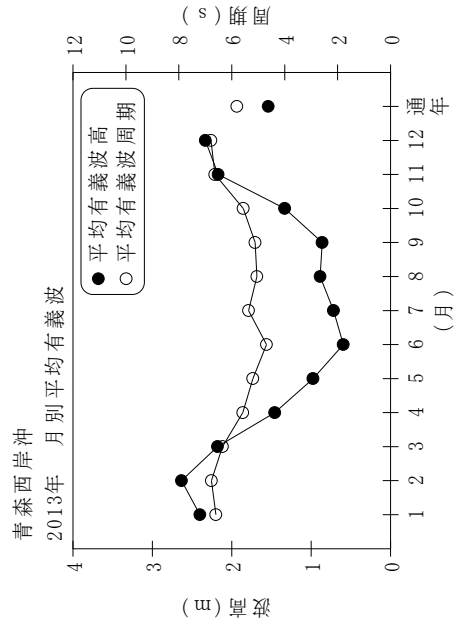 青森西岸沖
2013年 月別平均有義波
平均有義波高
平均有義波周期
波高(m)
4
3
2
1
0
周期(s)
12
10
8
6
4
2
0
1 2 3 4 5 6 7 8 9 10 11 12 通年
(月)